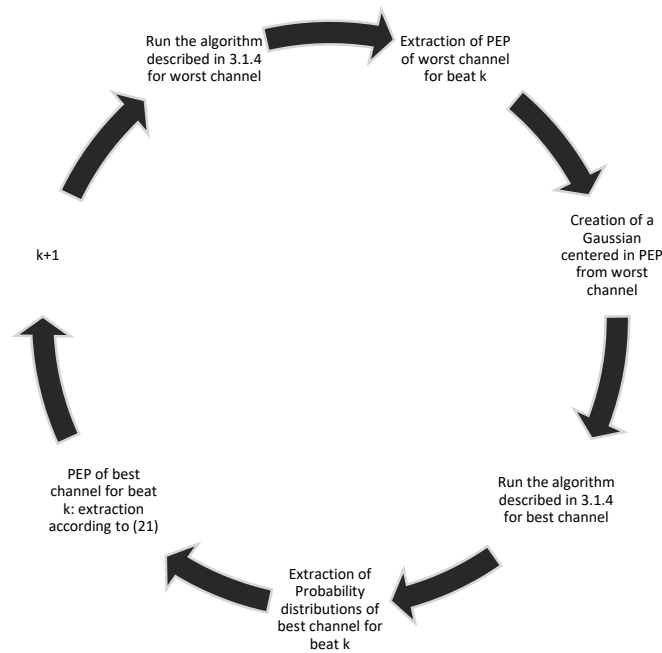 Run the algorithm
described in 3.1.4
for worst channel
Extraction of PEP
of worst channel
for beat k
Creation of a
Gaussian
centered in PEP
from worst
channel
Run the algorithm
described in 3.1.4
for best channel
Extraction of
Probability
distributions of
best channel for
beat k
PEP of best
channel for beat
k: extraction
according to (21)
k+1